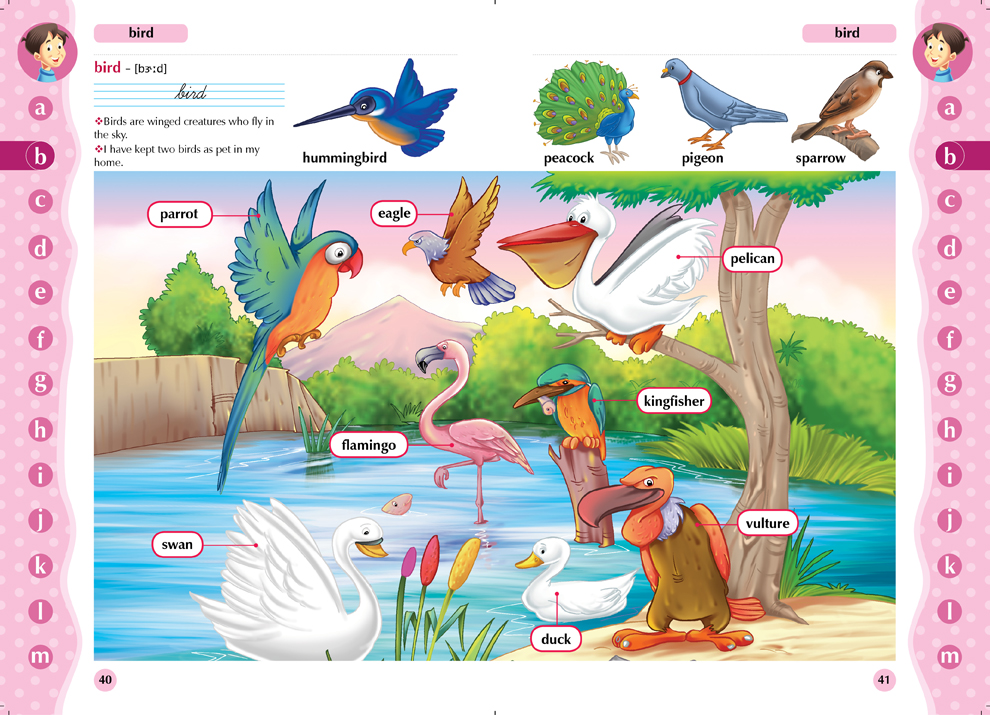 bird
bird
bird – [bɝːd]
bird
❖Birds are winged creatures who fly in
the sky.
❖I have kept two birds as pet in my
home.
hummingbird
peacock
pigeon
sparrow
parrot
eagle
pelican
kingfisher
flamingo
swan
vulture
duck
a
b
c
d
e
f
g
h
i
j
k
l
m
a
b
c
d
e
f
g
h
i
j
k
l
m
40
41